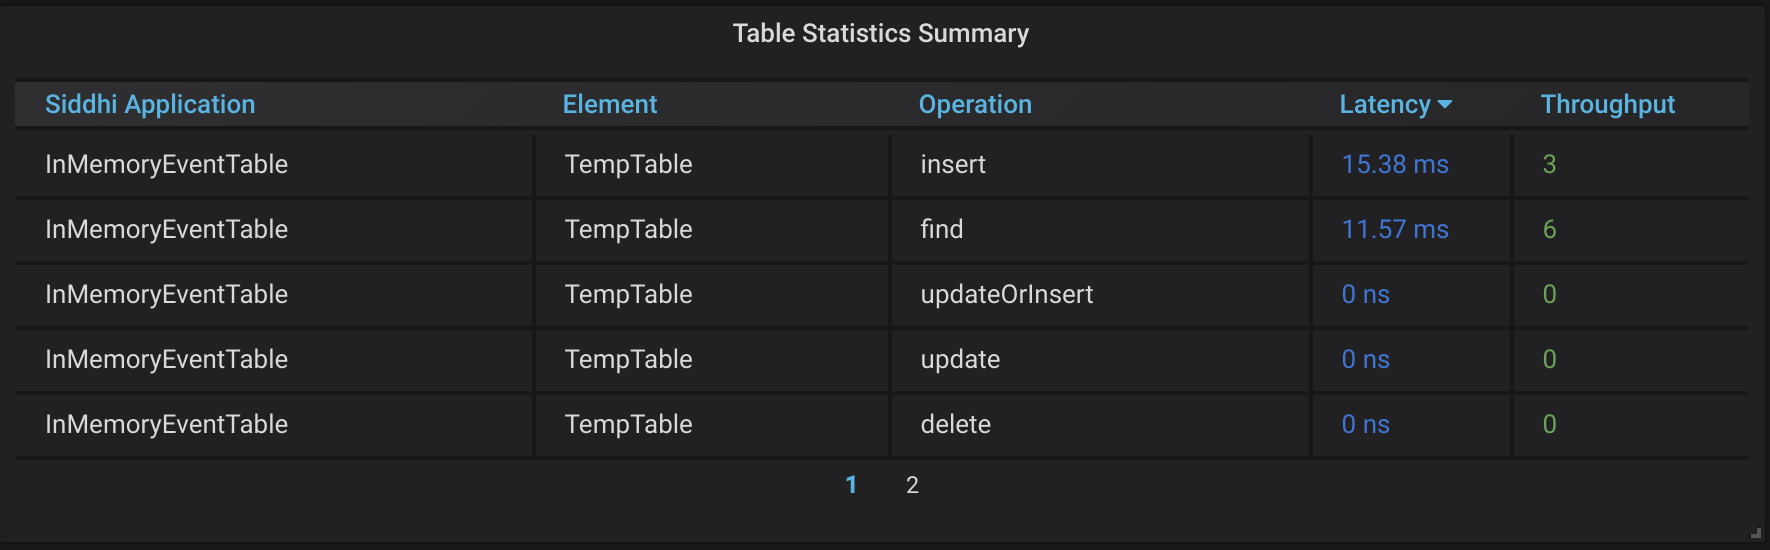 Table Statistics Summary
Siddhi Application Element Operation Latency Throughput
InMemoryEventTable TempTable insert 15.38 ms 3
InMemoryEventTable TempTable find 11.57 ms 6
InMemoryEventTable TempTable updateOrInsert 0 ns 0
InMemoryEventTable TempTable update 0 ns 0
InMemoryEventTable TempTable delete 0 ns 0
1 2